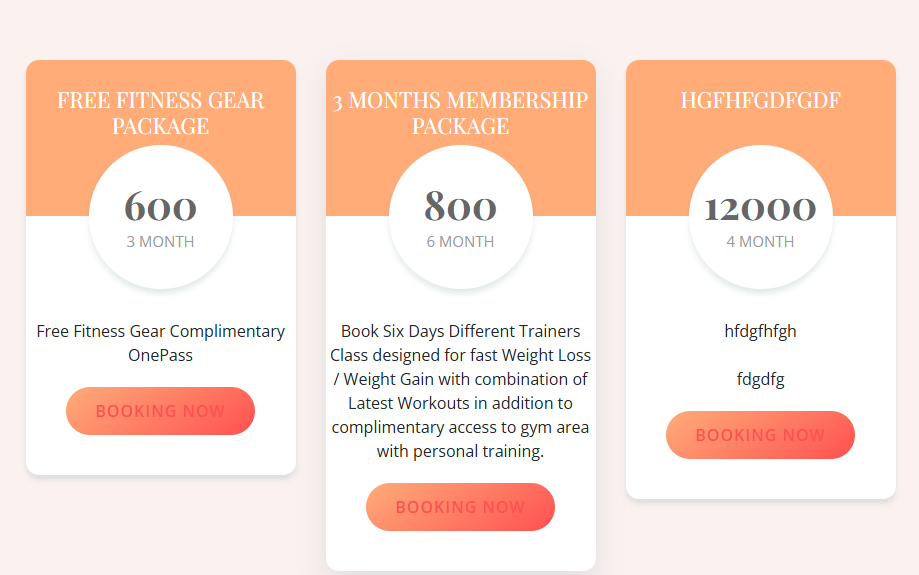 FREE FITNESS GEAR
PACKAGE
600
3 MONTH
Free Fitness Gear Complimentary
OnePass
BOOKING NOW
3 MONTHS MEMBERSHIP
PACKAGE
800
6 MONTH
Book Six Days Different Trainers
Class designed for fast Weight Loss
/ Weight Gain with combination of
Latest Workouts in addition to
complimentary access to gym area
with personal training.
BOOKING NOW
HGFHFGDFGDF
12000
4 MONTH
hfdgfhfgh
fdgdfg
BOOKING NOW